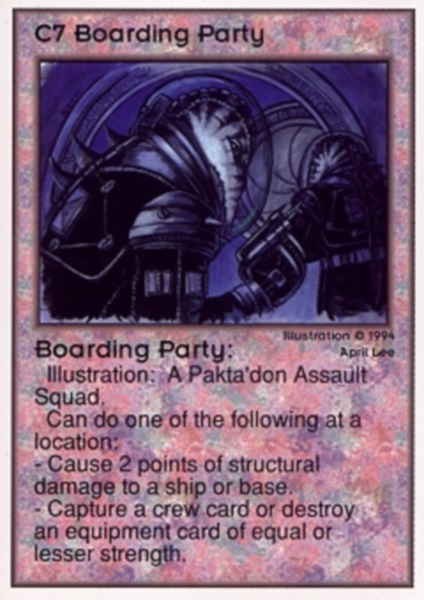 C7 Boarding Party
Illustration © 1994
April Lee
Boarding Party:
Illustration: A Pakta'don Assault
Squad.
Can do one of the following at a
location:
- Cause 2 points of structural
damage to a ship or base.
- Capture a crew card or destroy
an equipment card of equal or
lesser strength.